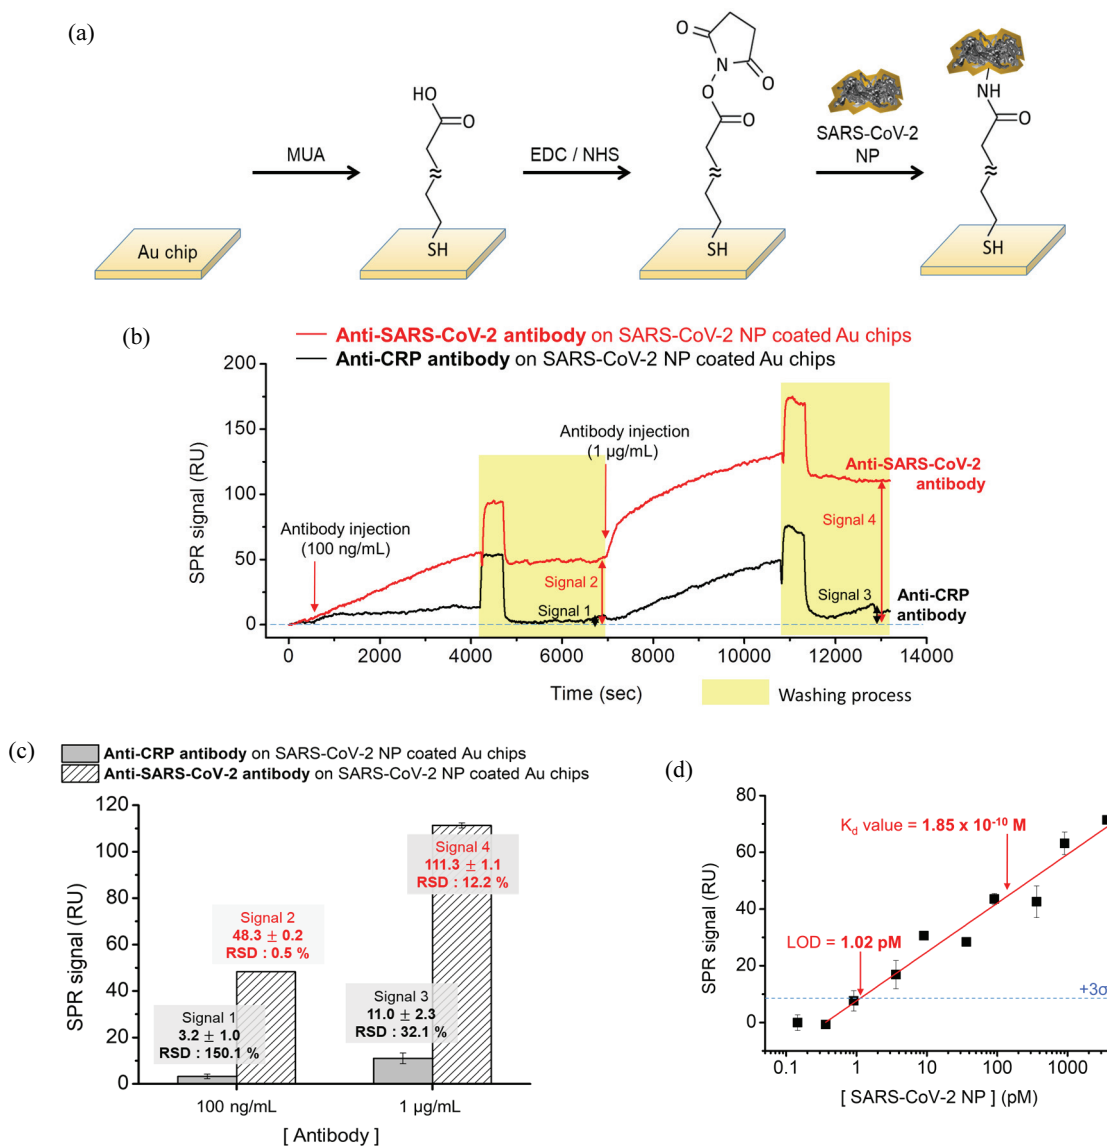 (a)
HO
O
MUA
SH
Au chip
EDC / NHS
O
N
O
O
O
SH
SARS-CoV-2
NP
NH
O
SH
(b)
Anti-SARS-CoV-2 antibody on SARS-CoV-2 NP coated Au chips
Anti-CRP antibody on SARS-CoV-2 NP coated Au chips
SPR signal (RU)
200
150
100
50
0
Antibody injection
(100 ng/mL)
Antibody injection
(1 µg/mL)
Signal 2
Signal 1
Anti-SARS-CoV-2
antibody
Signal 4
Signal 3
Anti-CRP
antibody
0 2000 4000 6000 8000 10000 12000 14000
Time (sec)
Washing process
(c)
Anti-CRP antibody on SARS-CoV-2 NP coated Au chips
Anti-SARS-CoV-2 antibody on SARS-CoV-2 NP coated Au chips
SPR signal (RU)
120
100
80
60
40
20
0
Signal 4
111.3 ± 1.1
RSD : 12.2 %
Signal 2
48.3 ± 0.2
RSD : 0.5 %
Signal 3
11.0 ± 2.3
RSD : 32.1 %
Signal 1
3.2 ± 1.0
RSD : 150.1 %
100 ng/mL 1 µg/mL
[ Antibody ]
(d)
SPR signal (RU)
80
60
40
20
0
Kd value = 1.85 x 10⁻¹⁰ M
LOD = 1.02 pM
+3σ
0.1 1 10 100 1000
[ SARS-CoV-2 NP ] (pM)